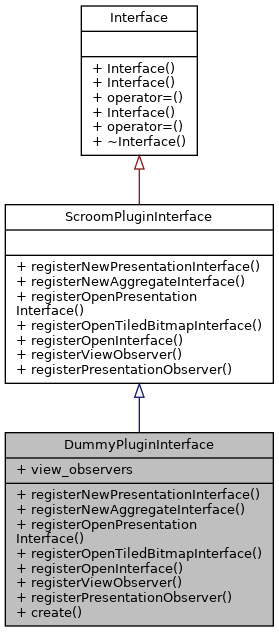 Interface
+ Interface()
+ Interface()
+ operator=()
+ Interface()
+ operator=()
+ ~Interface()
ScroomPluginInterface
+ registerNewPresentationInterface()
+ registerNewAggregateInterface()
+ registerOpenPresentation
Interface()
+ registerOpenTiledBitmapInterface()
+ registerOpenInterface()
+ registerViewObserver()
+ registerPresentationObserver()
DummyPluginInterface
+ view_observers
+ registerNewPresentationInterface()
+ registerNewAggregateInterface()
+ registerOpenPresentation
Interface()
+ registerOpenTiledBitmapInterface()
+ registerOpenInterface()
+ registerViewObserver()
+ registerPresentationObserver()
+ create()